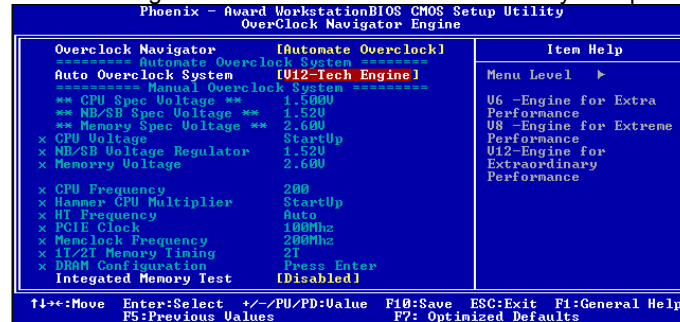 Phoenix - Award WorkstationBIOS CMOS Setup Utility
OverClock Navigator Engine
Overclock Navigator [Automate Overclock]
========= Automate Overclock System =========
Auto Overclock System [V12-Tech Engine]
========== Manual Overclock System =========
** CPU Spec Voltage ** 1.500V
** NB/SB Spec Voltage ** 1.52V
** Memory Spec Voltage ** 2.60V
x CPU Voltage StartUp
x NB/SB Voltage Regulator 1.52V
x Memorry Voltage 2.60V
x CPU Frequency 200
x Hammer CPU Multiplier StartUp
x HT Frequency Auto
x PCIE Clock 100Mhz
x Memclock Frequency 200Mhz
x 1T/2T Memory Timing 2T
x DRAM Configuration Press Enter
Integated Memory Test [Disabled]
Item Help
Menu Level ▶
V6 -Engine for Extra
Performance
V8 -Engine for Extreme
Performance
V12-Engine for
Extraordinary
Performance
↑↓→←:Move Enter:Select +/-/PU/PD:Value F10:Save ESC:Exit F1:General Help
F5:Previous Values F7: Optimized Defaults